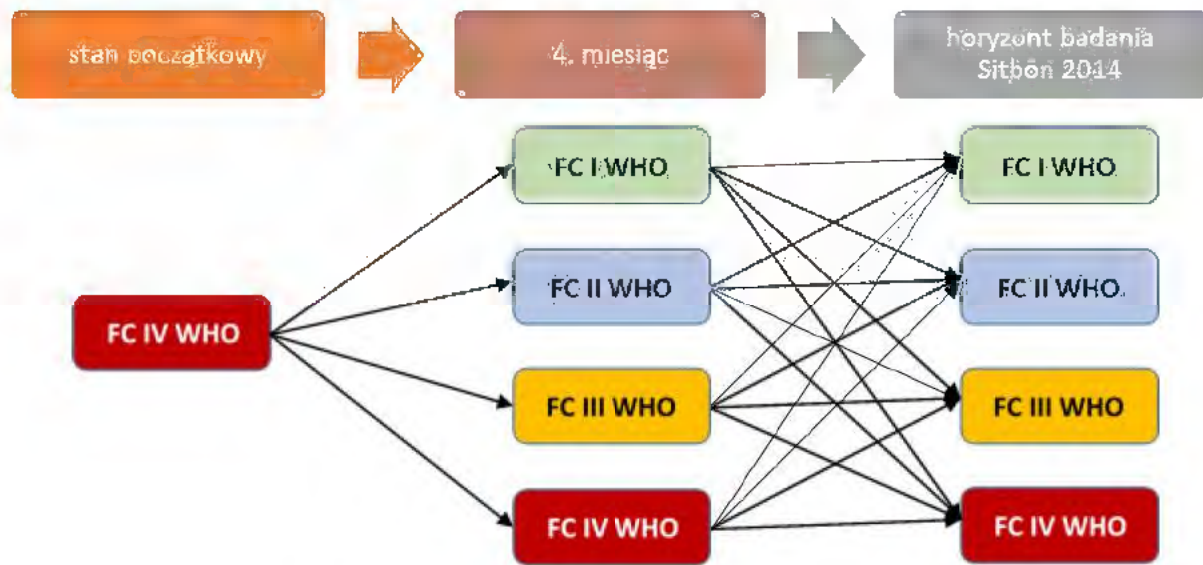 stan początkowy
4. miesiąc
horyzont badania
Sitbon 2014
FC I WHO
FC I WHO
FC II WHO
FC II WHO
FC IV WHO
FC III WHO
FC III WHO
FC IV WHO
FC IV WHO